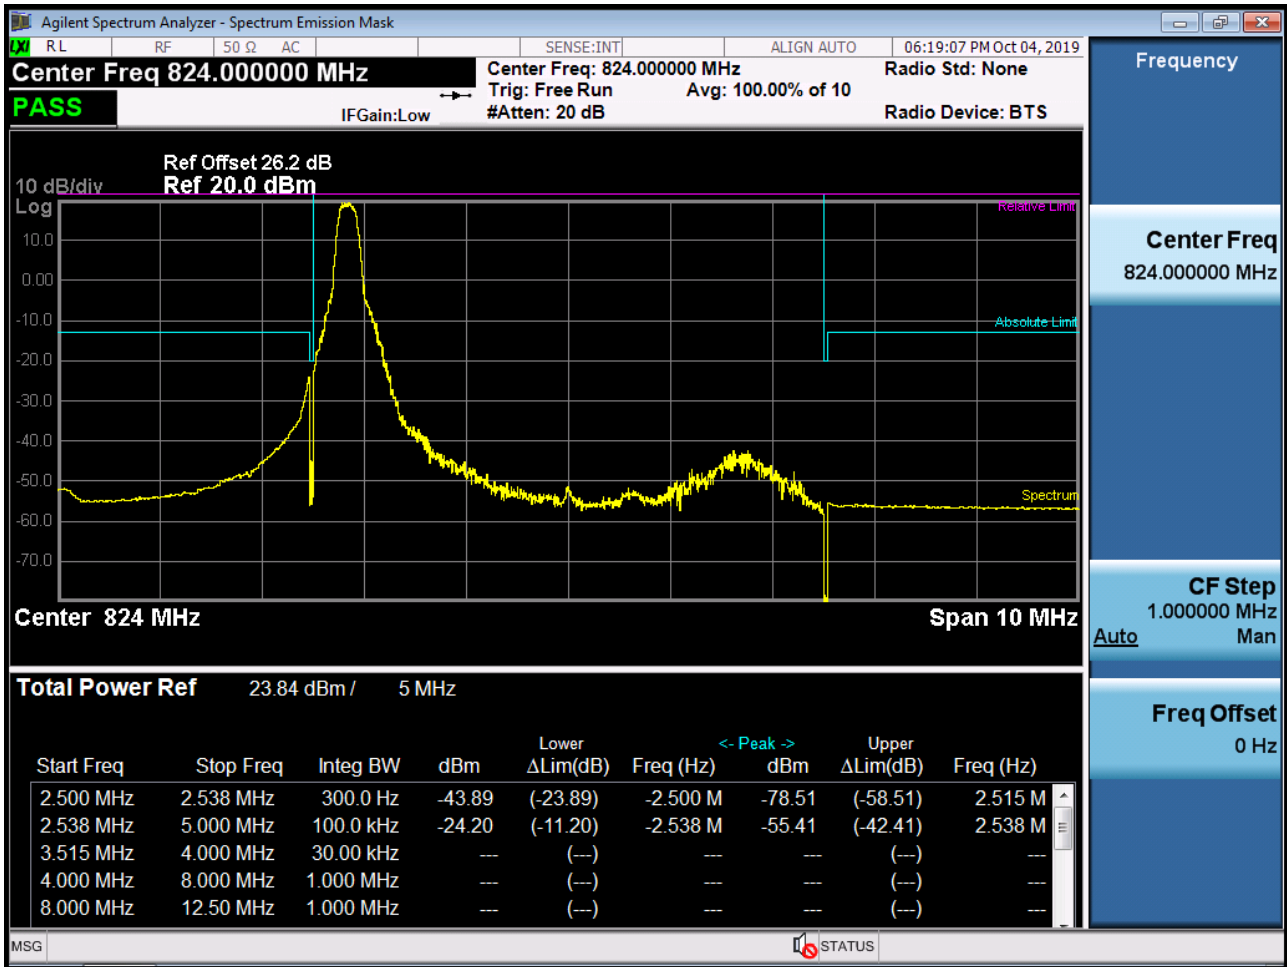 Agilent Spectrum Analyzer - Spectrum Emission Mask
LXI RL RF 50 Ω AC SENSE:INT ALIGN AUTO 06:19:07 PM Oct 04, 2019
Center Freq 824.000000 MHz Center Freq: 824.000000 MHz Radio Std: None
Trig: Free Run Avg: 100.00% of 10
PASS IFGain:Low #Atten: 20 dB Radio Device: BTS
Ref Offset 26.2 dB
10 dB/div Ref 20.0 dBm
Log
Relative Limit
10.0
0.00
-10.0
Absolute Limit
-20.0
-30.0
-40.0
-50.0
Spectrum
-60.0
-70.0
Center 824 MHz Span 10 MHz
Total Power Ref 23.84 dBm / 5 MHz
Lower <- Peak -> Upper
Start Freq Stop Freq Integ BW dBm ΔLim(dB) Freq (Hz) dBm ΔLim(dB) Freq (Hz)
2.500 MHz 2.538 MHz 300.0 Hz -43.89 (-23.89) -2.500 M -78.51 (-58.51) 2.515 M
2.538 MHz 5.000 MHz 100.0 kHz -24.20 (-11.20) -2.538 M -55.41 (-42.41) 2.538 M
3.515 MHz 4.000 MHz 30.00 kHz --- (---) --- --- (---) ---
4.000 MHz 8.000 MHz 1.000 MHz --- (---) --- --- (---) ---
8.000 MHz 12.50 MHz 1.000 MHz --- (---) --- --- (---) ---
MSG STATUS
Frequency
Center Freq
824.000000 MHz
CF Step
1.000000 MHz
Auto Man
Freq Offset
0 Hz